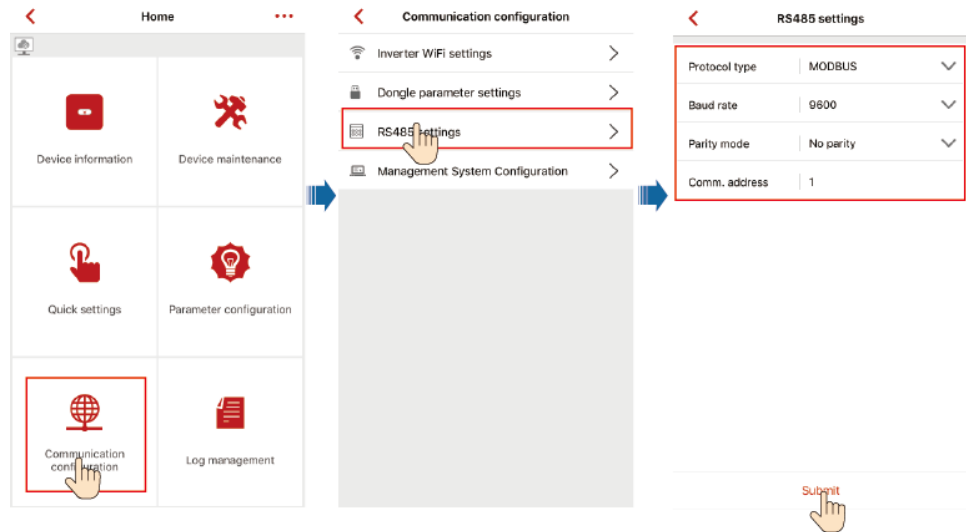 Home
Device information
Device maintenance
Quick settings
Parameter configuration
Communication
configuration
Log management
Communication configuration
Inverter WiFi settings
Dongle parameter settings
RS485 settings
Management System Configuration
RS485 settings
Protocol type MODBUS
Baud rate 9600
Parity mode No parity
Comm. address 1
Submit